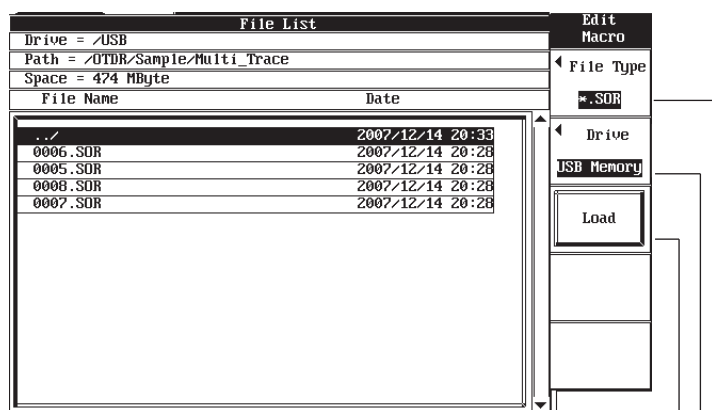 File List
Drive = /USB
Path = /OTDR/Sample/Multi_Trace
Space = 474 MByte
File Name Date
../ 2007/12/14 20:33
0006.SOR 2007/12/14 20:28
0005.SOR 2007/12/14 20:28
0008.SOR 2007/12/14 20:28
0007.SOR 2007/12/14 20:28
Edit
Macro
File Type
*.SOR
Drive
USB Memory
Load